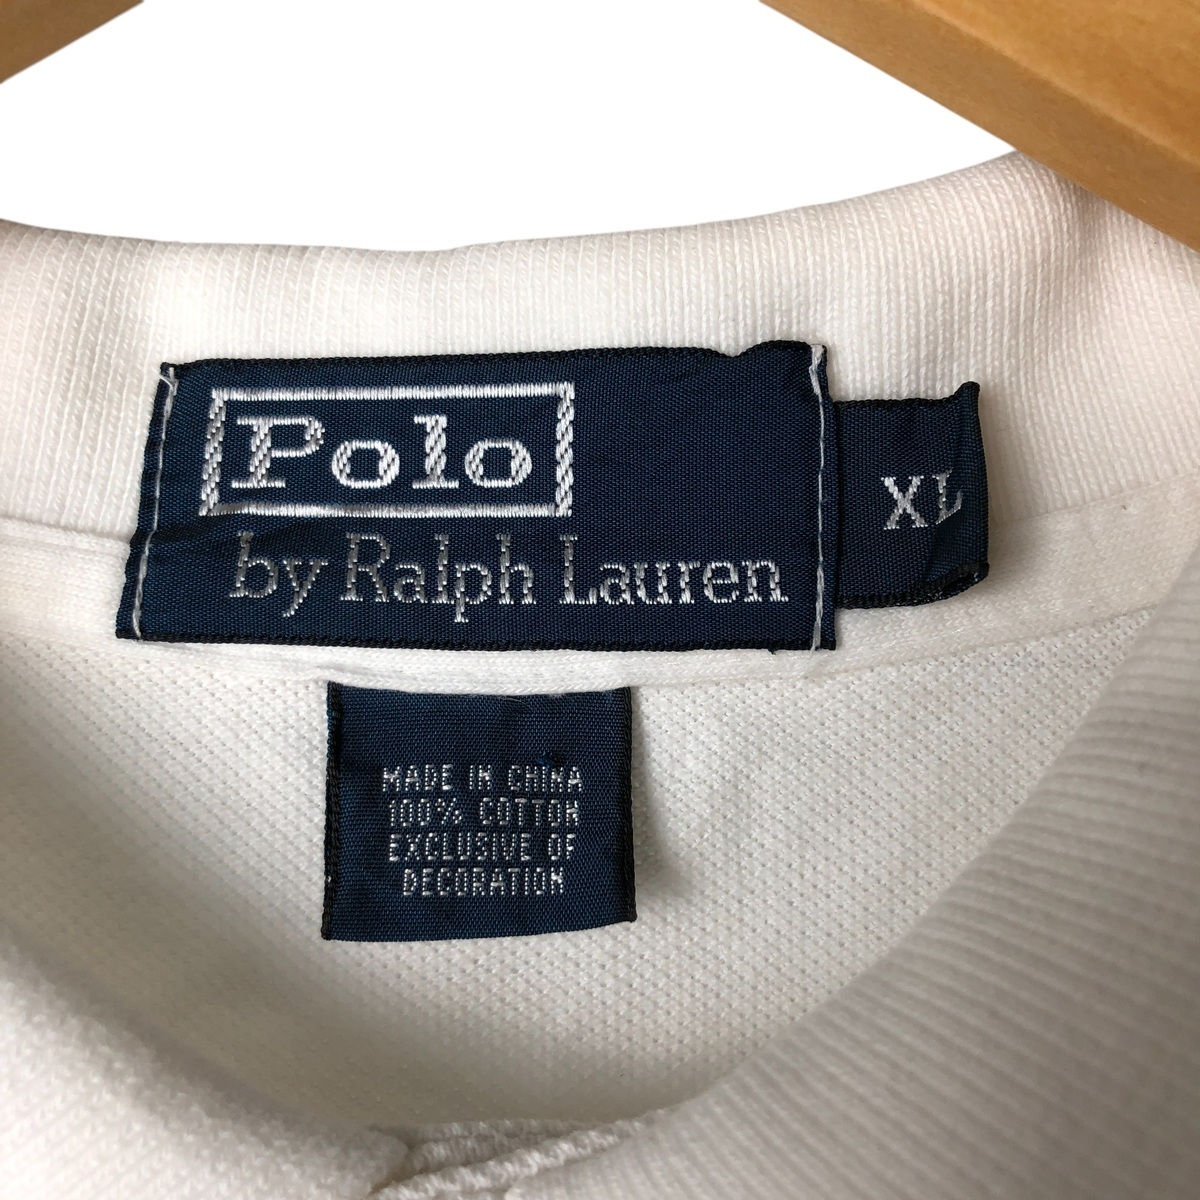 Polo
by Ralph Lauren
XL
MADE IN CHINA
100% COTTON
EXCLUSIVE OF
DECORATION